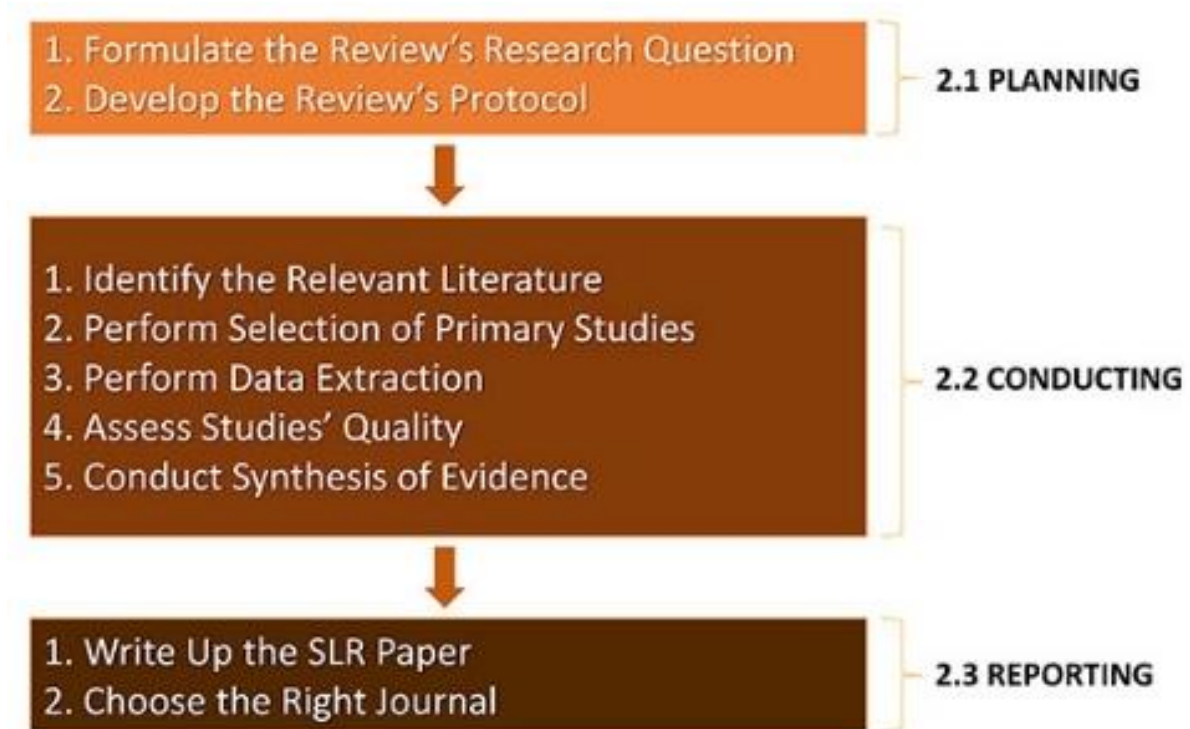 1. Formulate the Review’s Research Question
2. Develop the Review’s Protocol
2.1 PLANNING
1. Identify the Relevant Literature
2. Perform Selection of Primary Studies
3. Perform Data Extraction
4. Assess Studies’ Quality
5. Conduct Synthesis of Evidence
2.2 CONDUCTING
1. Write Up the SLR Paper
2. Choose the Right Journal
2.3 REPORTING